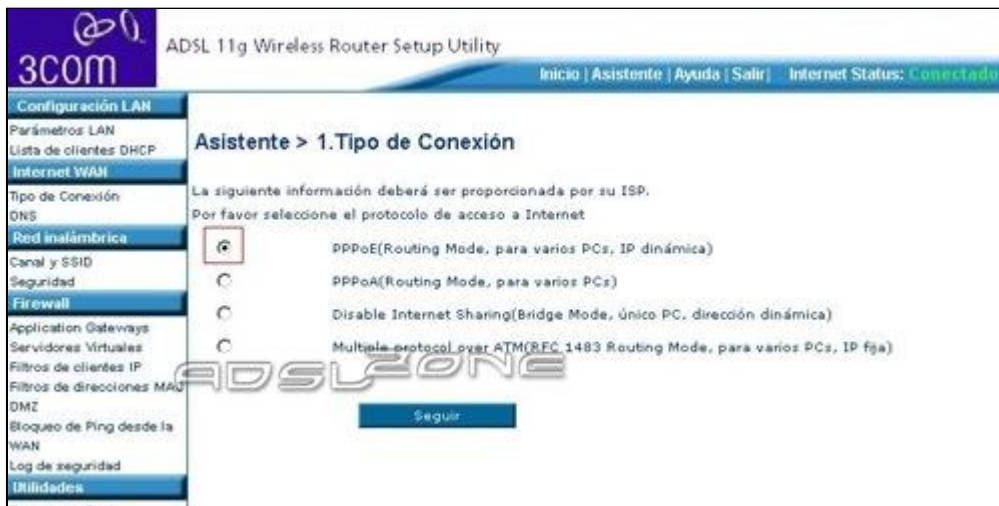 3COM
ADSL 11g Wireless Router Setup Utility
Inicio | Asistente | Ayuda | Salir | Internet Status: Conectado
Configuración LAN
Parámetros LAN
Lista de clientes DHCP
Internet WAN
Tipo de Conexión
DNS
Red inalámbrica
Canal y SSID
Seguridad
Firewall
Application Gateways
Servidores Virtuales
Filtros de clientes IP
Filtros de direcciones MAC
DMZ
Bloqueo de Ping desde la
WAN
Log de seguridad
Utilidades
Asistente > 1.Tipo de Conexión
La siguiente información deberá ser proporcionada por su ISP.
Por favor seleccione el protocolo de acceso a Internet
PPPoE(Routing Mode, para varios PCs, IP dinámica)
PPPoA(Routing Mode, para varios PCs)
Disable Internet Sharing(Bridge Mode, único PC, dirección dinámica)
Multiple protocol over ATM(RFC 1483 Routing Mode, para varios PCs, IP fija)
ADSLZONE
Seguir